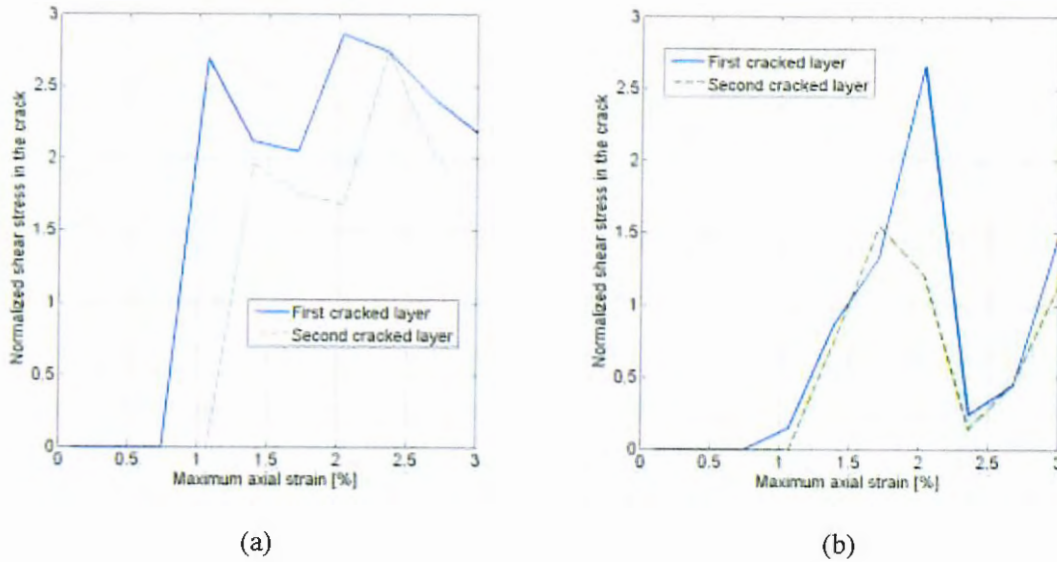 3
2.5
2
1.5
1
0.5
0
Normalized shear stress in the crack
First cracked layer
Second cracked layer
0 0.5 1 1.5 2 2.5 3
Maximum axial strain [%]
(a)
3
2.5
2
1.5
1
0.5
0
Normalized shear stress in the crack
First cracked layer
Second cracked layer
0 0.5 1 1.5 2 2.5 3
Maximum axial strain [%]
(b)